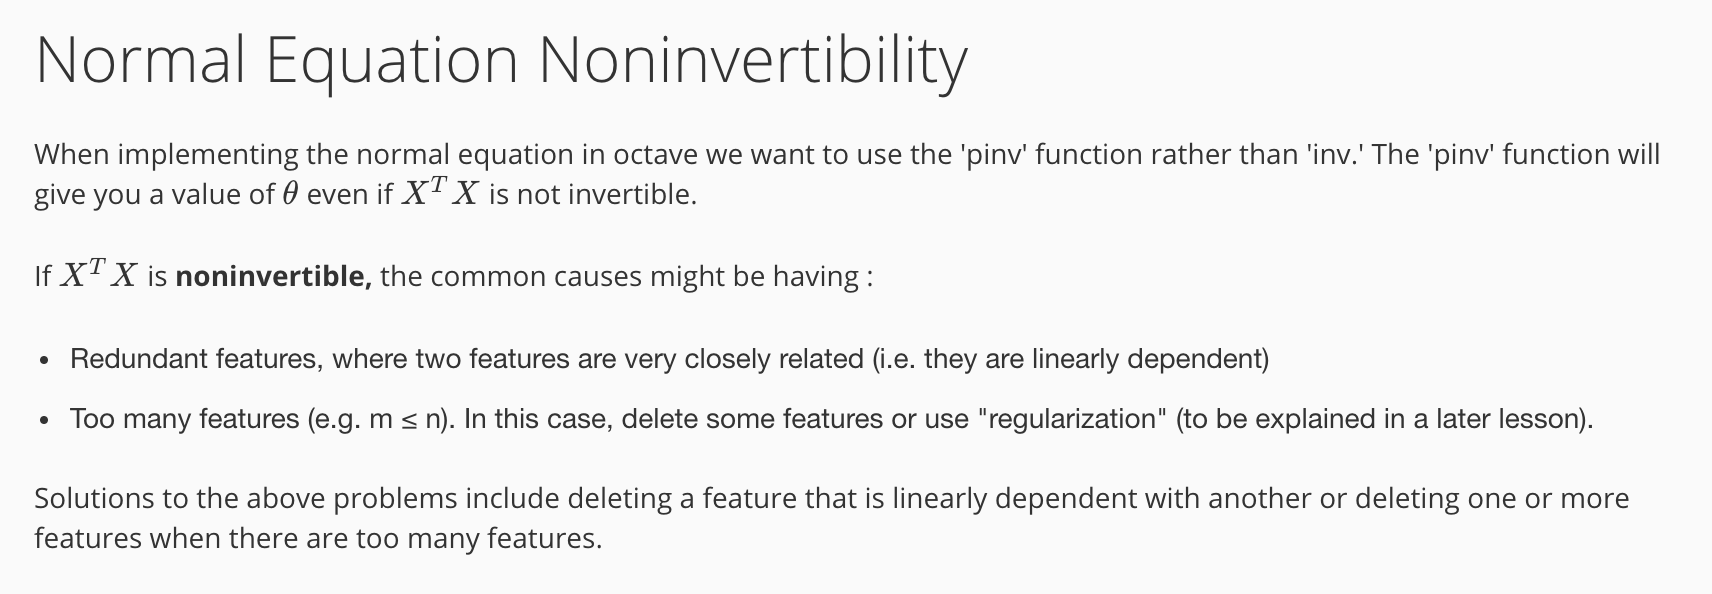 Normal Equation Noninvertibility
When implementing the normal equation in octave we want to use the 'pinv' function rather than 'inv.' The 'pinv' function will
give you a value of θ even if X^T X is not invertible.
If X^T X is noninvertible, the common causes might be having :
• Redundant features, where two features are very closely related (i.e. they are linearly dependent)
• Too many features (e.g. m ≤ n). In this case, delete some features or use "regularization" (to be explained in a later lesson).
Solutions to the above problems include deleting a feature that is linearly dependent with another or deleting one or more
features when there are too many features.